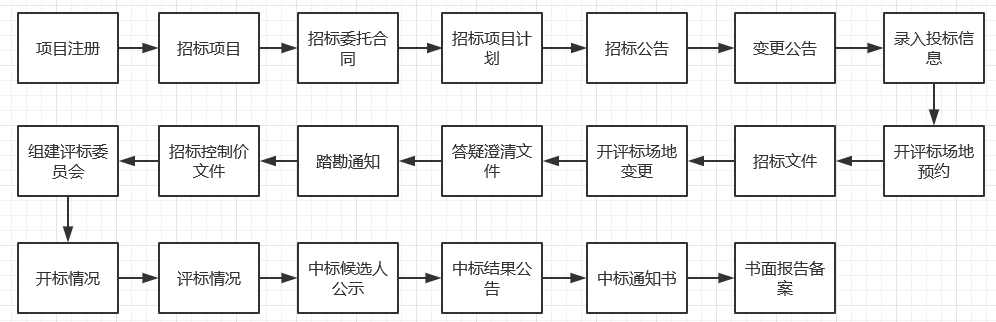 项目注册
招标项目
招标委托合
同
招标项目计
划
招标公告
变更公告
录入投标信
息
开评标场地
预约
招标文件
开评标场地
变更
答疑澄清文
件
踏勘通知
招标控制价
文件
组建评标委
员会
开标情况
评标情况
中标候选人
公示
中标结果公
告
中标通知书
书面报告备
案